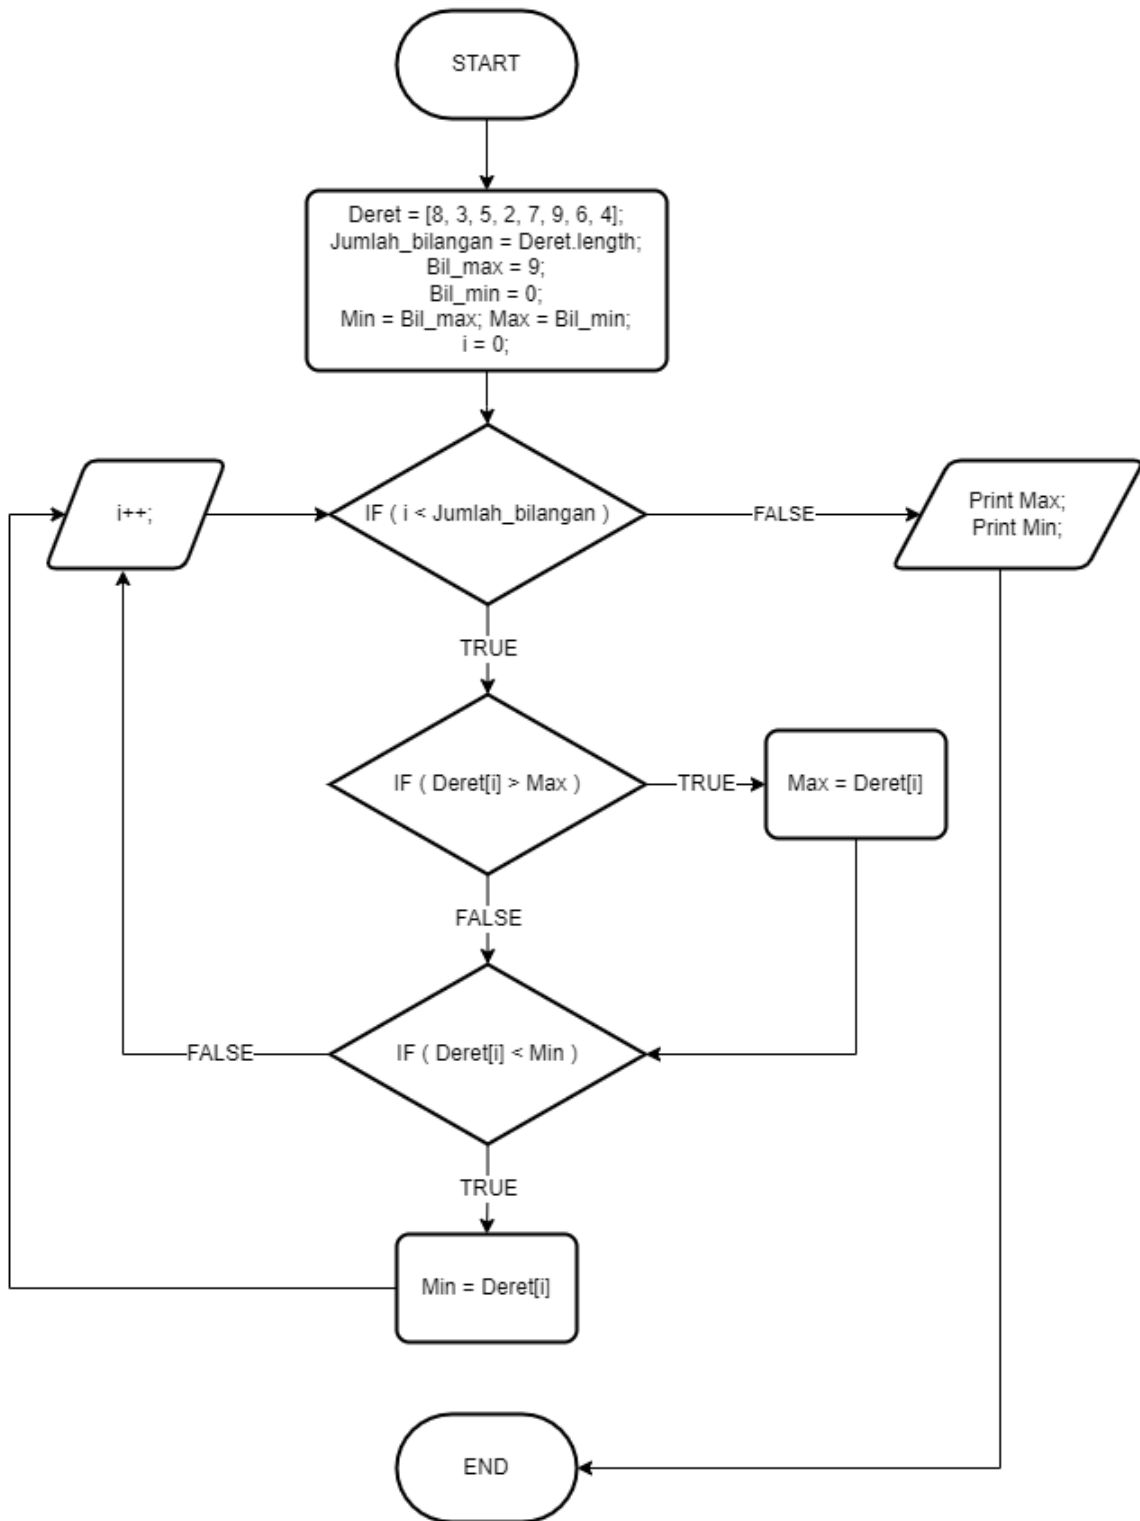 START
Deret = [8, 3, 5, 2, 7, 9, 6, 4];
Jumlah_bilangan = Deret.length;
Bil_max = 9;
Bil_min = 0;
Min = Bil_max; Max = Bil_min;
i = 0;
i++;
IF ( i < Jumlah_bilangan )
FALSE
Print Max;
Print Min;
TRUE
IF ( Deret[i] > Max )
TRUE
Max = Deret[i]
FALSE
FALSE
IF ( Deret[i] < Min )
TRUE
Min = Deret[i]
END